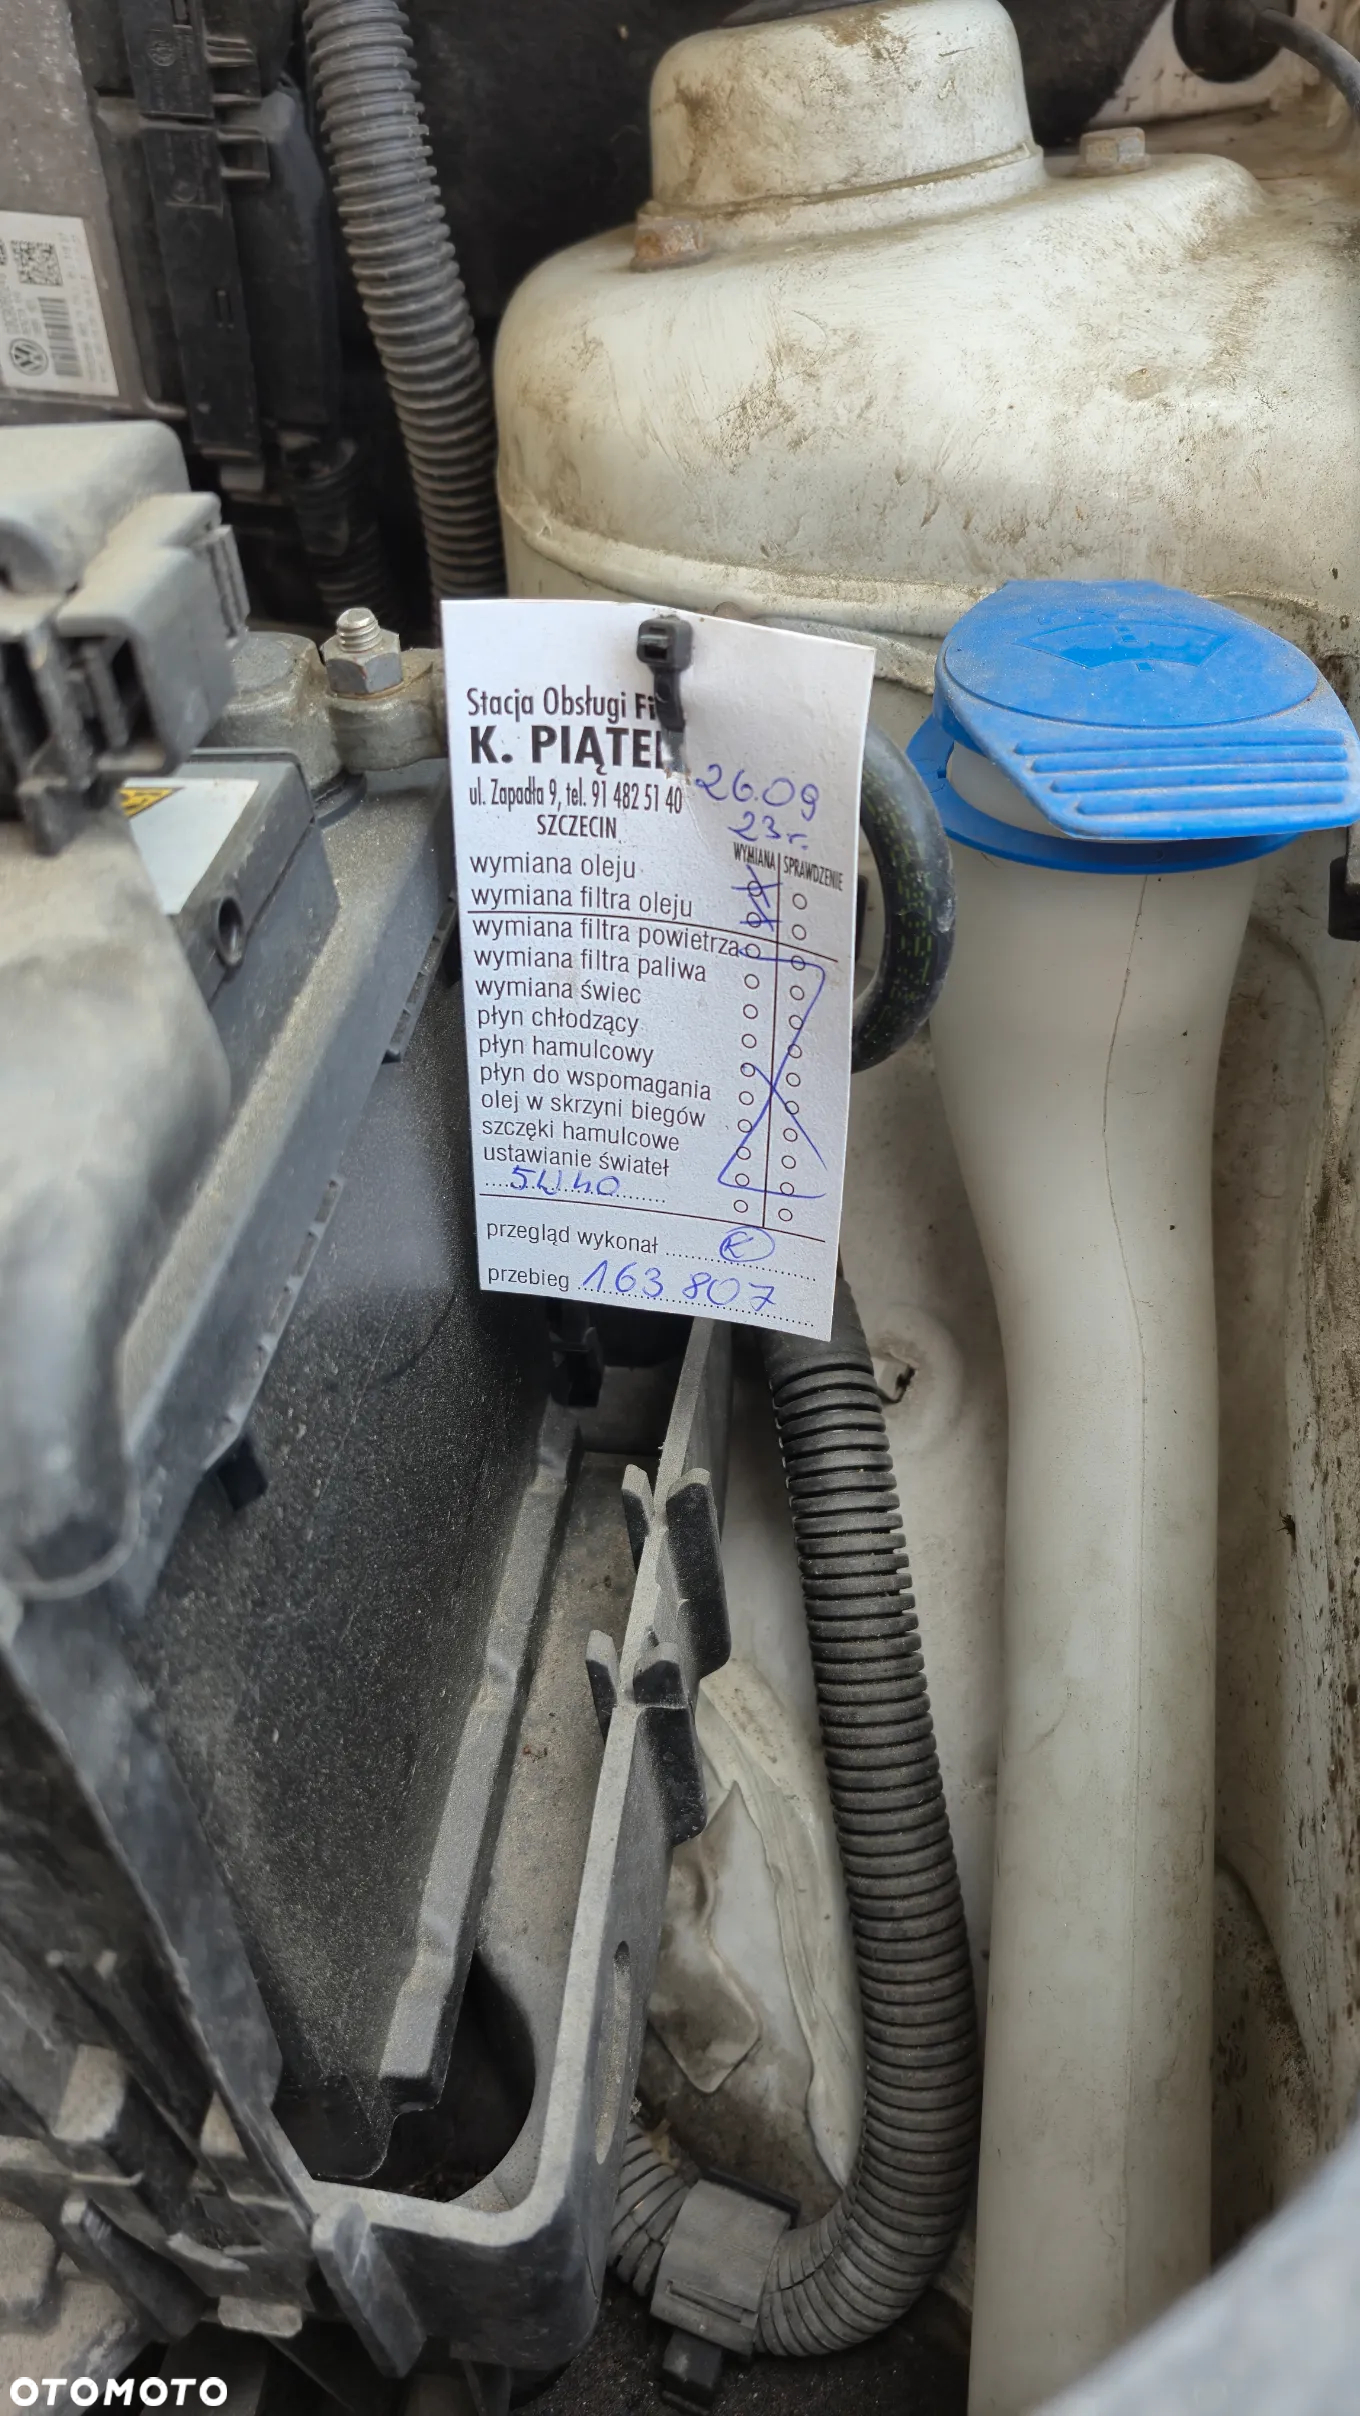 Stacja Obsługi
K. PIĄTE
ul. Zapadła 9, tel. 91 482 51 40
SZCZECIN
26.09
23 r.
WYMIANA SPRAWDZENIE
wymiana oleju
wymiana filtra oleju
wymiana filtra powietrza
wymiana filtra paliwa
wymiana świec
płyn chłodzący
płyn hamulcowy
płyn do wspomagania
olej w skrzyni biegów
szczęki hamulcowe
ustawianie świateł
5W40
przegląd wykonał K
przebieg 163 807
OTOMOTO